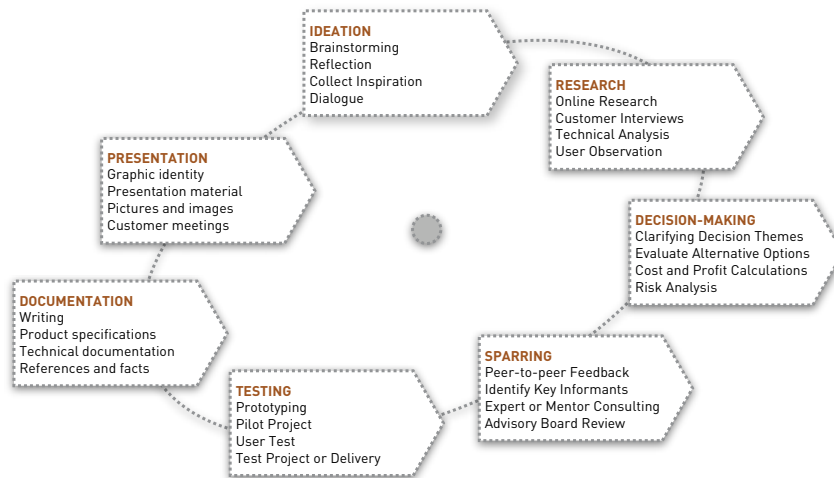 IDEATION
Brainstorming
Reflection
Collect Inspiration
Dialogue
RESEARCH
Online Research
Customer Interviews
Technical Analysis
User Observation
DECISION-MAKING
Clarifying Decision Themes
Evaluate Alternative Options
Cost and Profit Calculations
Risk Analysis
SPARRING
Peer-to-peer Feedback
Identify Key Informants
Expert or Mentor Consulting
Advisory Board Review
TESTING
Prototyping
Pilot Project
User Test
Test Project or Delivery
DOCUMENTATION
Writing
Product specifications
Technical documentation
References and facts
PRESENTATION
Graphic identity
Presentation material
Pictures and images
Customer meetings